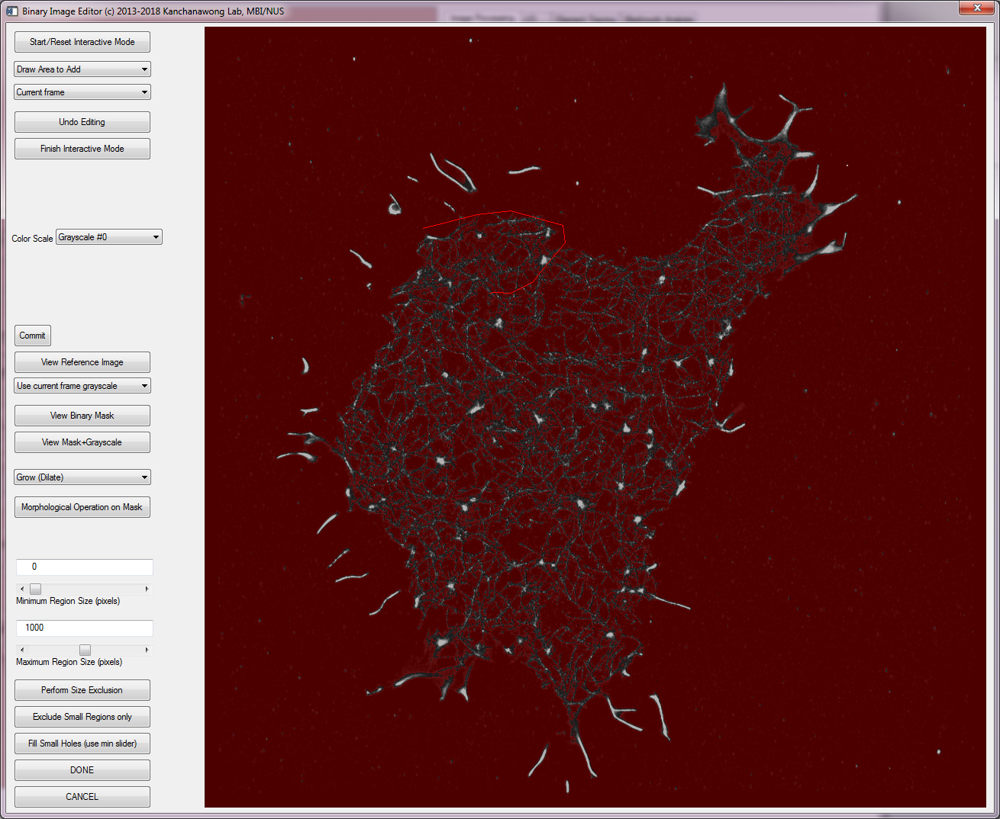 Binary Image Editor (c) 2013-2018 Kanchanawong Lab, MBI/NUS
Start/Reset Interactive Mode
Draw Area to Add
Current frame
Undo Editing
Finish Interactive Mode
Color Scale Grayscale #0
Commit
View Reference Image
Use current frame grayscale
View Binary Mask
View Mask+Grayscale
Grow (Dilate)
Morphological Operation on Mask
0
Minimum Region Size (pixels)
1000
Maximum Region Size (pixels)
Perform Size Exclusion
Exclude Small Regions only
Fill Small Holes (use min slider)
DONE
CANCEL